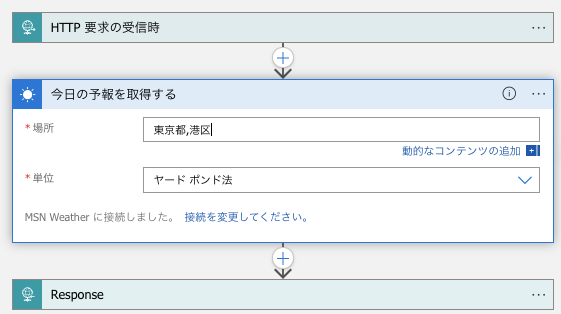 HTTP 要求の受信時
今日の予報を取得する
* 場所
東京都,港区
動的なコンテンツの追加
* 単位
ヤード ポンド法
MSN Weather に接続しました。 接続を変更してください。
Response